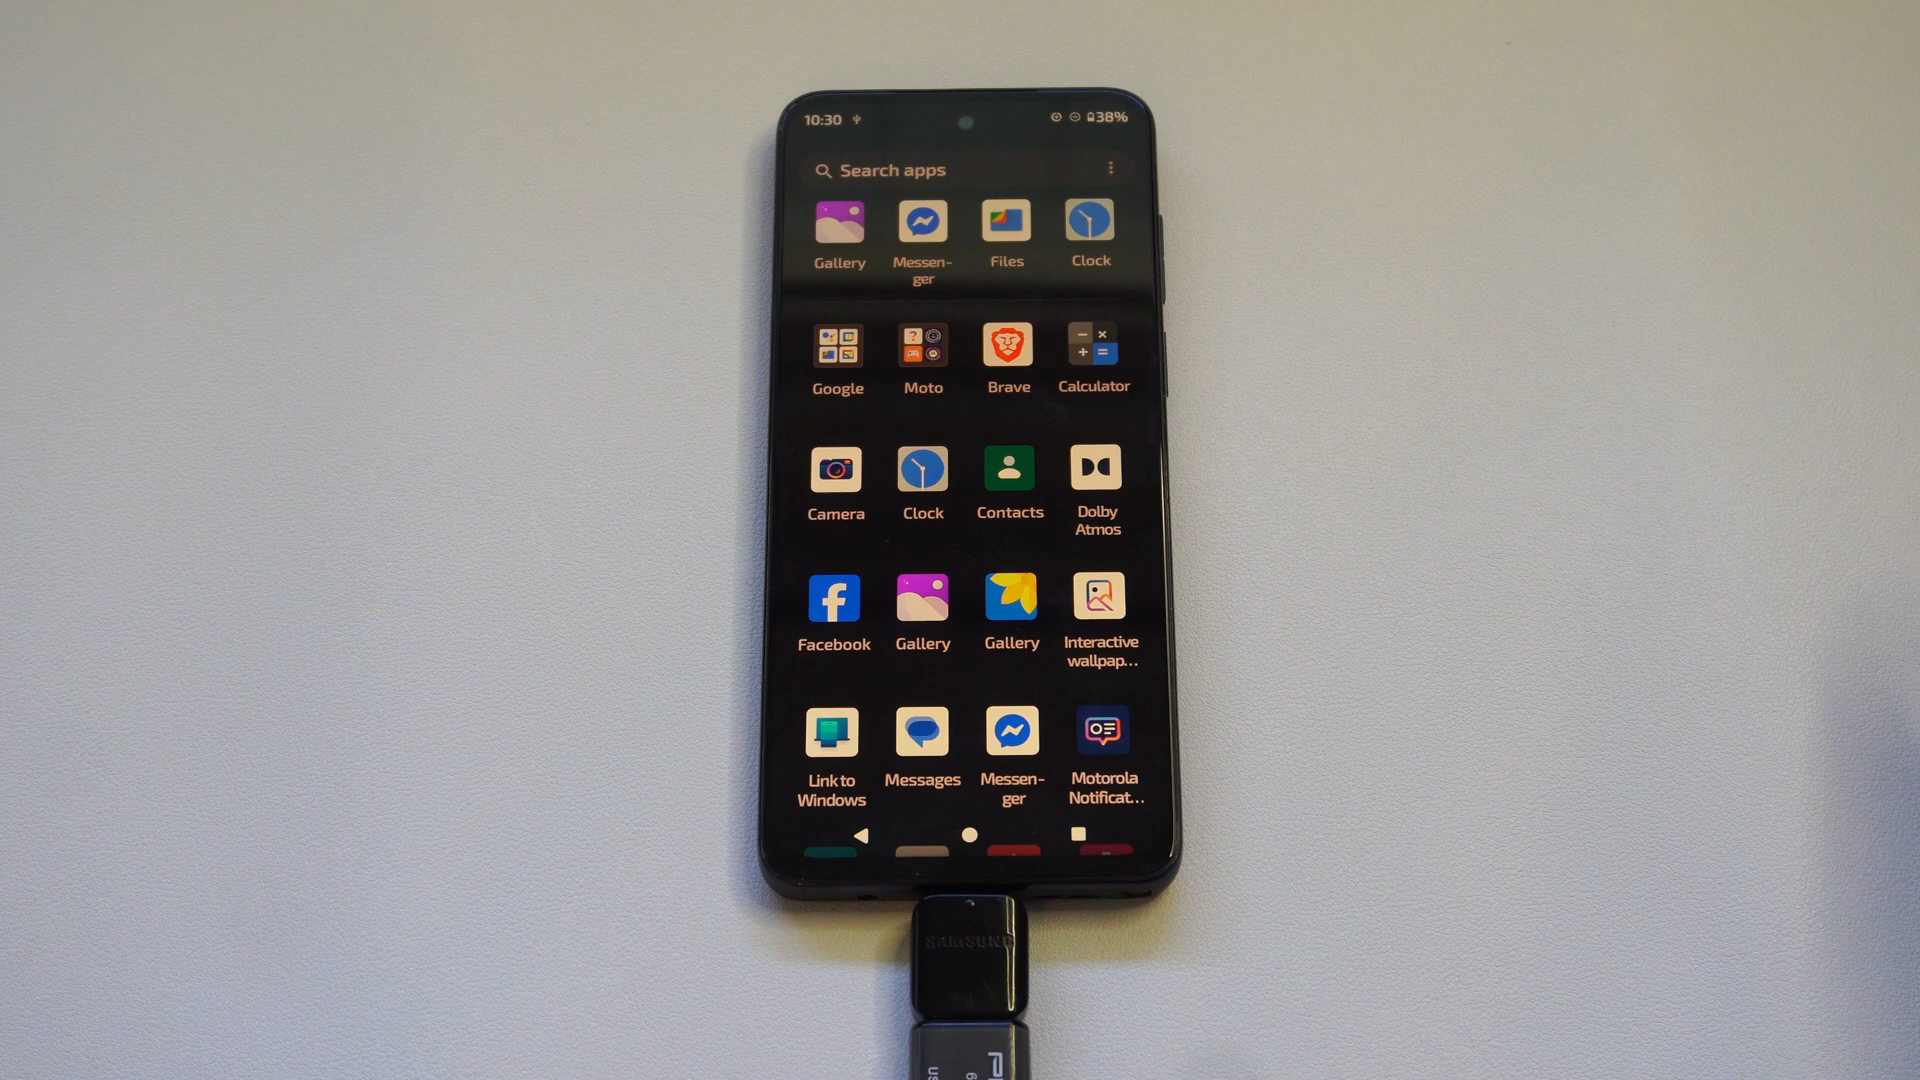 10:30 38%
Search apps
Gallery Messen-
ger Files Clock
Google Moto Brave Calculator
Camera Clock Contacts Dolby
Atmos
Facebook Gallery Gallery Interactive
wallpap...
Link to
Windows Messages Messen-
ger Motorola
Notificat...
SAMSUNG